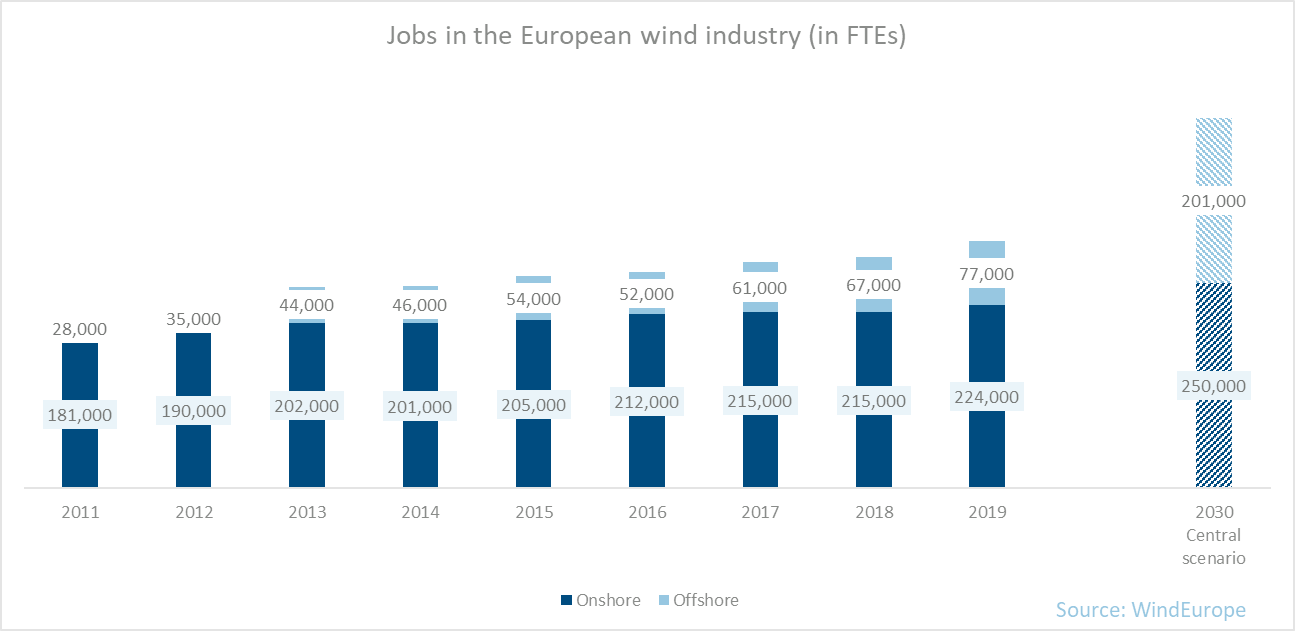 Jobs in the European wind industry (in FTEs)
201,000
28,000 35,000 44,000 46,000 54,000 52,000 61,000 67,000 77,000
181,000 190,000 202,000 201,000 205,000 212,000 215,000 215,000 224,000 250,000
2011 2012 2013 2014 2015 2016 2017 2018 2019 2030
Central
scenario
Onshore Offshore
Source: WindEurope